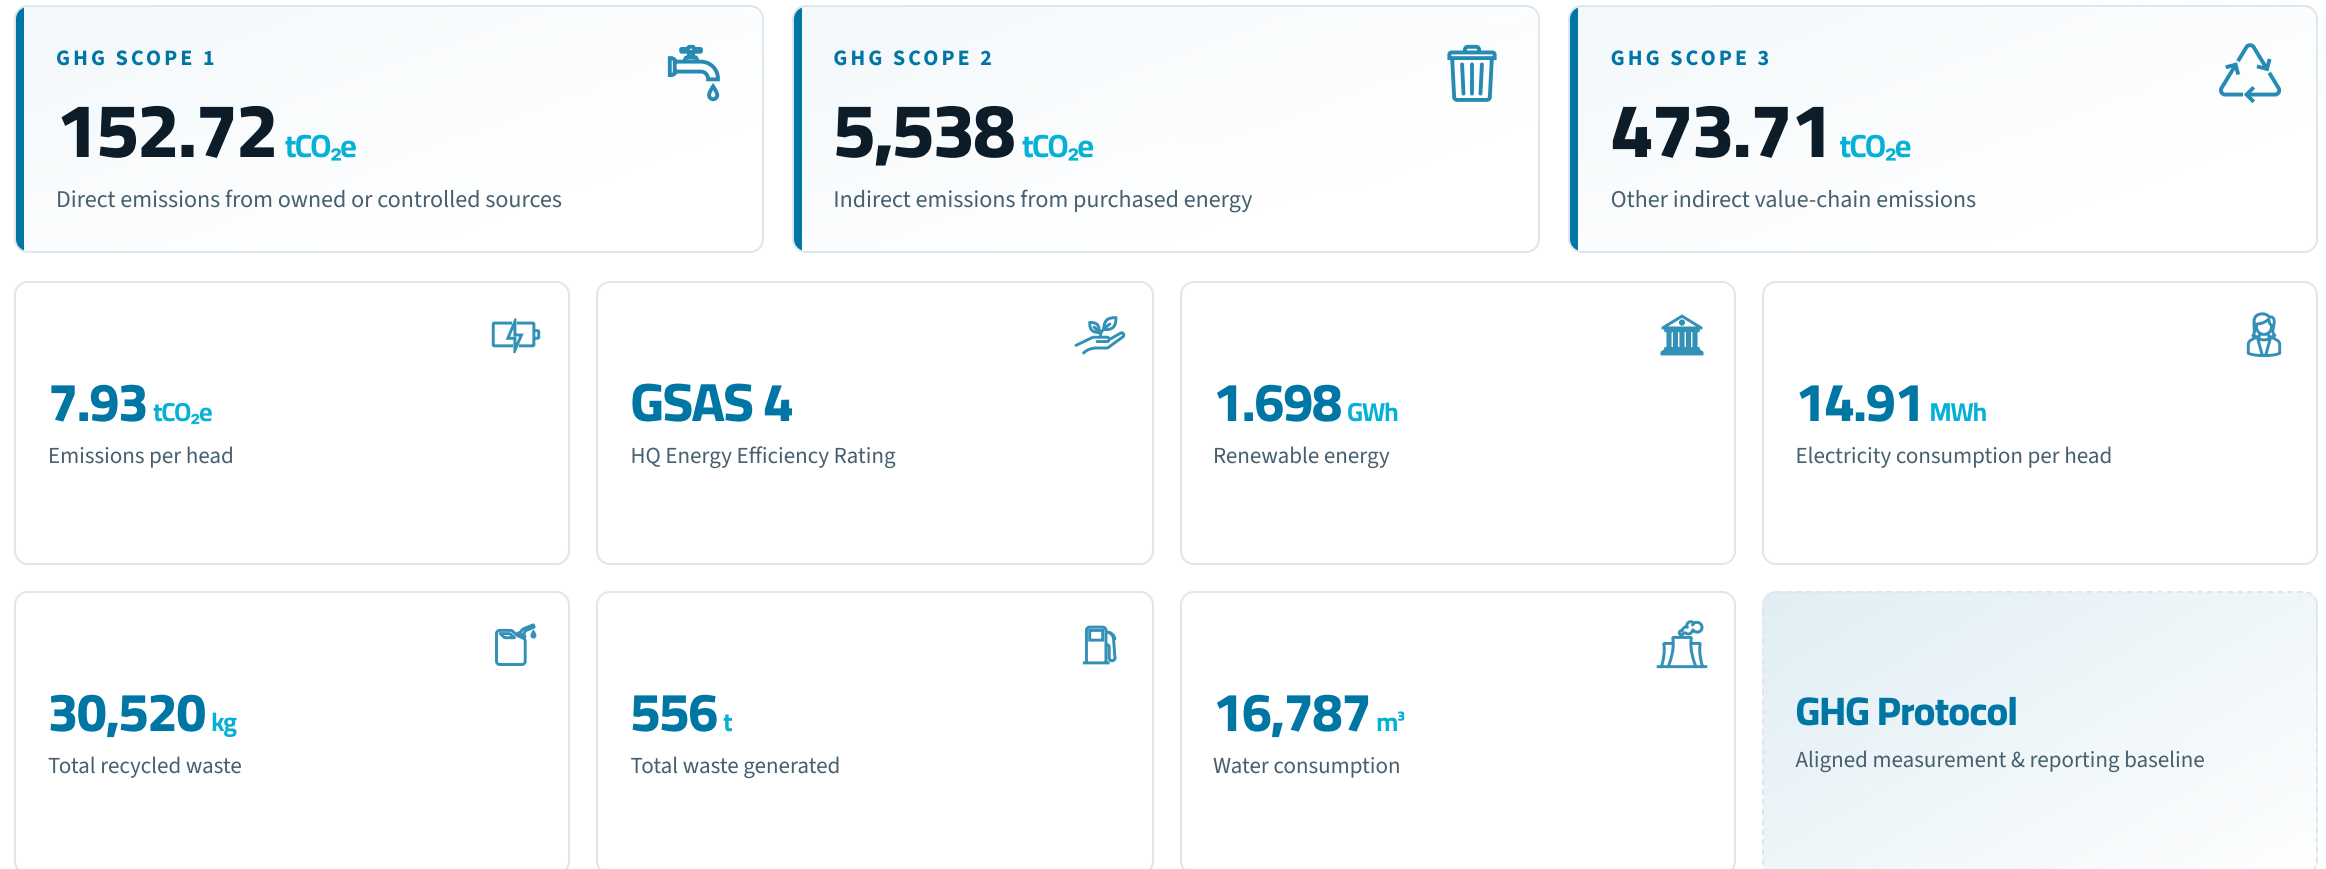 GHG SCOPE 1
152.72 tCO₂e
Direct emissions from owned or controlled sources
GHG SCOPE 2
5,538 tCO₂e
Indirect emissions from purchased energy
GHG SCOPE 3
473.71 tCO₂e
Other indirect value-chain emissions
7.93 tCO₂e
Emissions per head
GSAS 4
HQ Energy Efficiency Rating
1.698 GWh
Renewable energy
14.91 MWh
Electricity consumption per head
30,520 kg
Total recycled waste
556 t
Total waste generated
16,787 m³
Water consumption
GHG Protocol
Aligned measurement & reporting baseline